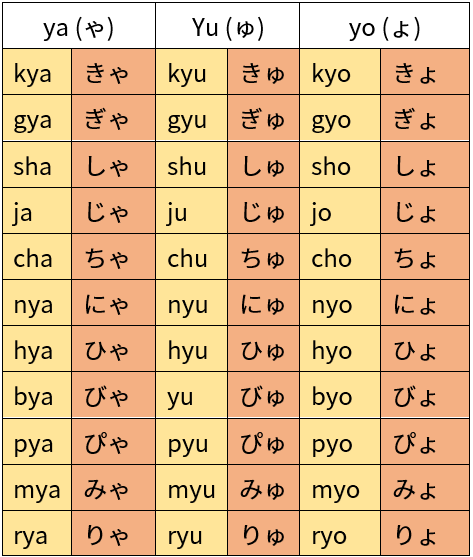 ya (ゃ) Yu (ゅ) yo (ょ)
kya きゃ kyu きゅ kyo きょ
gya ぎゃ gyu ぎゅ gyo ぎょ
sha しゃ shu しゅ sho しょ
ja じゃ ju じゅ jo じょ
cha ちゃ chu ちゅ cho ちょ
nya にゃ nyu にゅ nyo にょ
hya ひゃ hyu ひゅ hyo ひょ
bya びゃ yu びゅ byo びょ
pya ぴゃ pyu ぴゅ pyo ぴょ
mya みゃ myu みゅ myo みょ
rya りゃ ryu りゅ ryo りょ